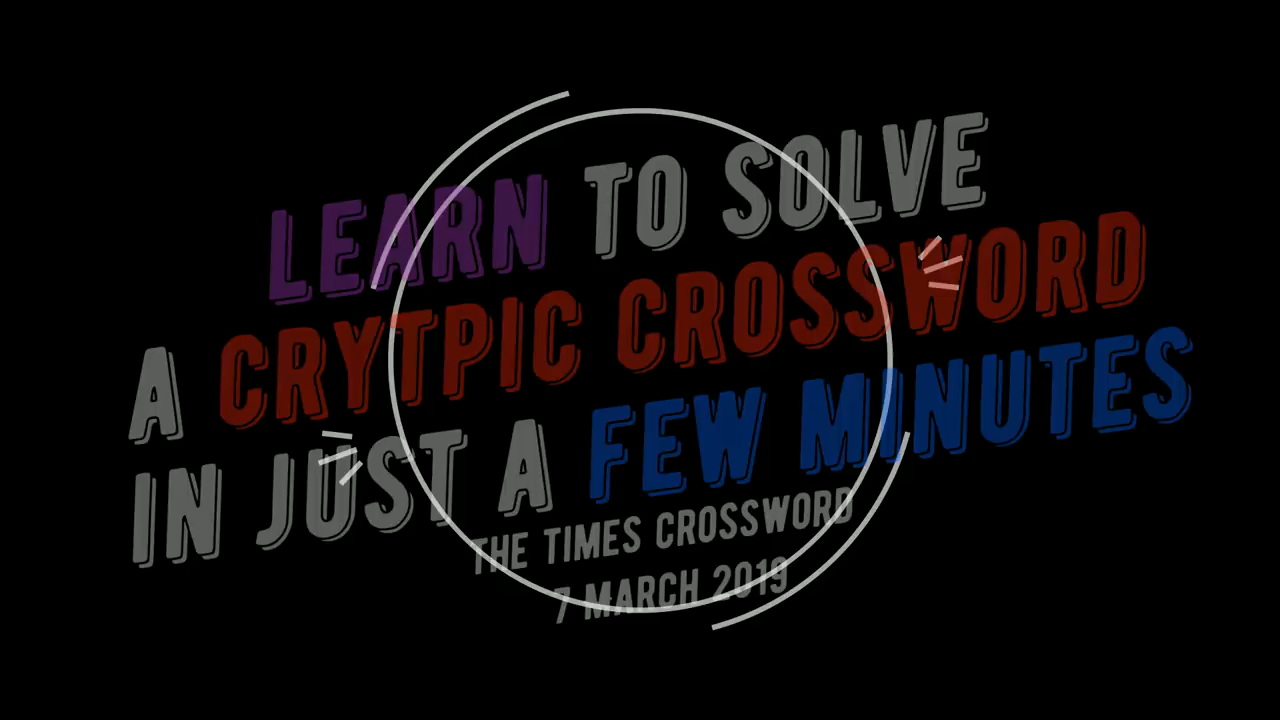 LEARN TO SOLVE
A CRYTPIC CROSSWORD
IN JUST A FEW MINUTES
THE TIMES CROSSWORD
7 MARCH 2019